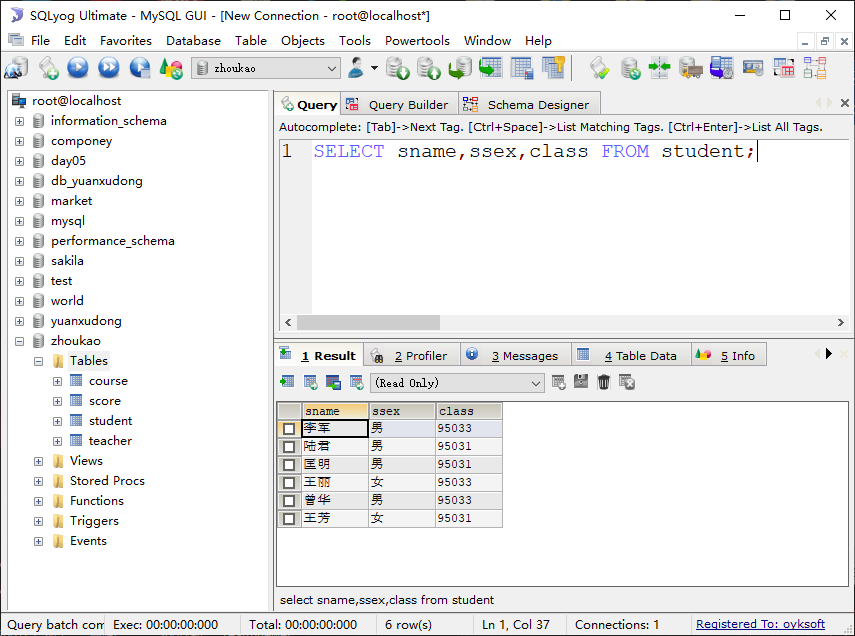 SQLyog Ultimate - MySQL GUI - [New Connection - root@localhost*]
File Edit Favorites Database Table Objects Tools Powertools Window Help
zhoukao
root@localhost
information_schema
componey
day05
db_yuanxudong
market
mysql
performance_schema
sakila
test
world
yuanxudong
zhoukao
Tables
course
score
student
teacher
Views
Stored Procs
Functions
Triggers
Events
Query Query Builder Schema Designer
Autocomplete: [Tab]->Next Tag. [Ctrl+Space]->List Matching Tags. [Ctrl+Enter]->List All Tags.
1 SELECT sname,ssex,class FROM student;
1 Result 2 Profiler 3 Messages 4 Table Data 5 Info
(Read Only)
sname ssex class
李军 男 95033
陆君 男 95031
匡明 男 95031
王丽 女 95033
曾华 男 95033
王芳 女 95031
select sname,ssex,class from student
Query batch com Exec: 00:00:00:000 Total: 00:00:00:000 6 row(s) Ln 1, Col 37 Connections: 1 Registered To: oyksoft